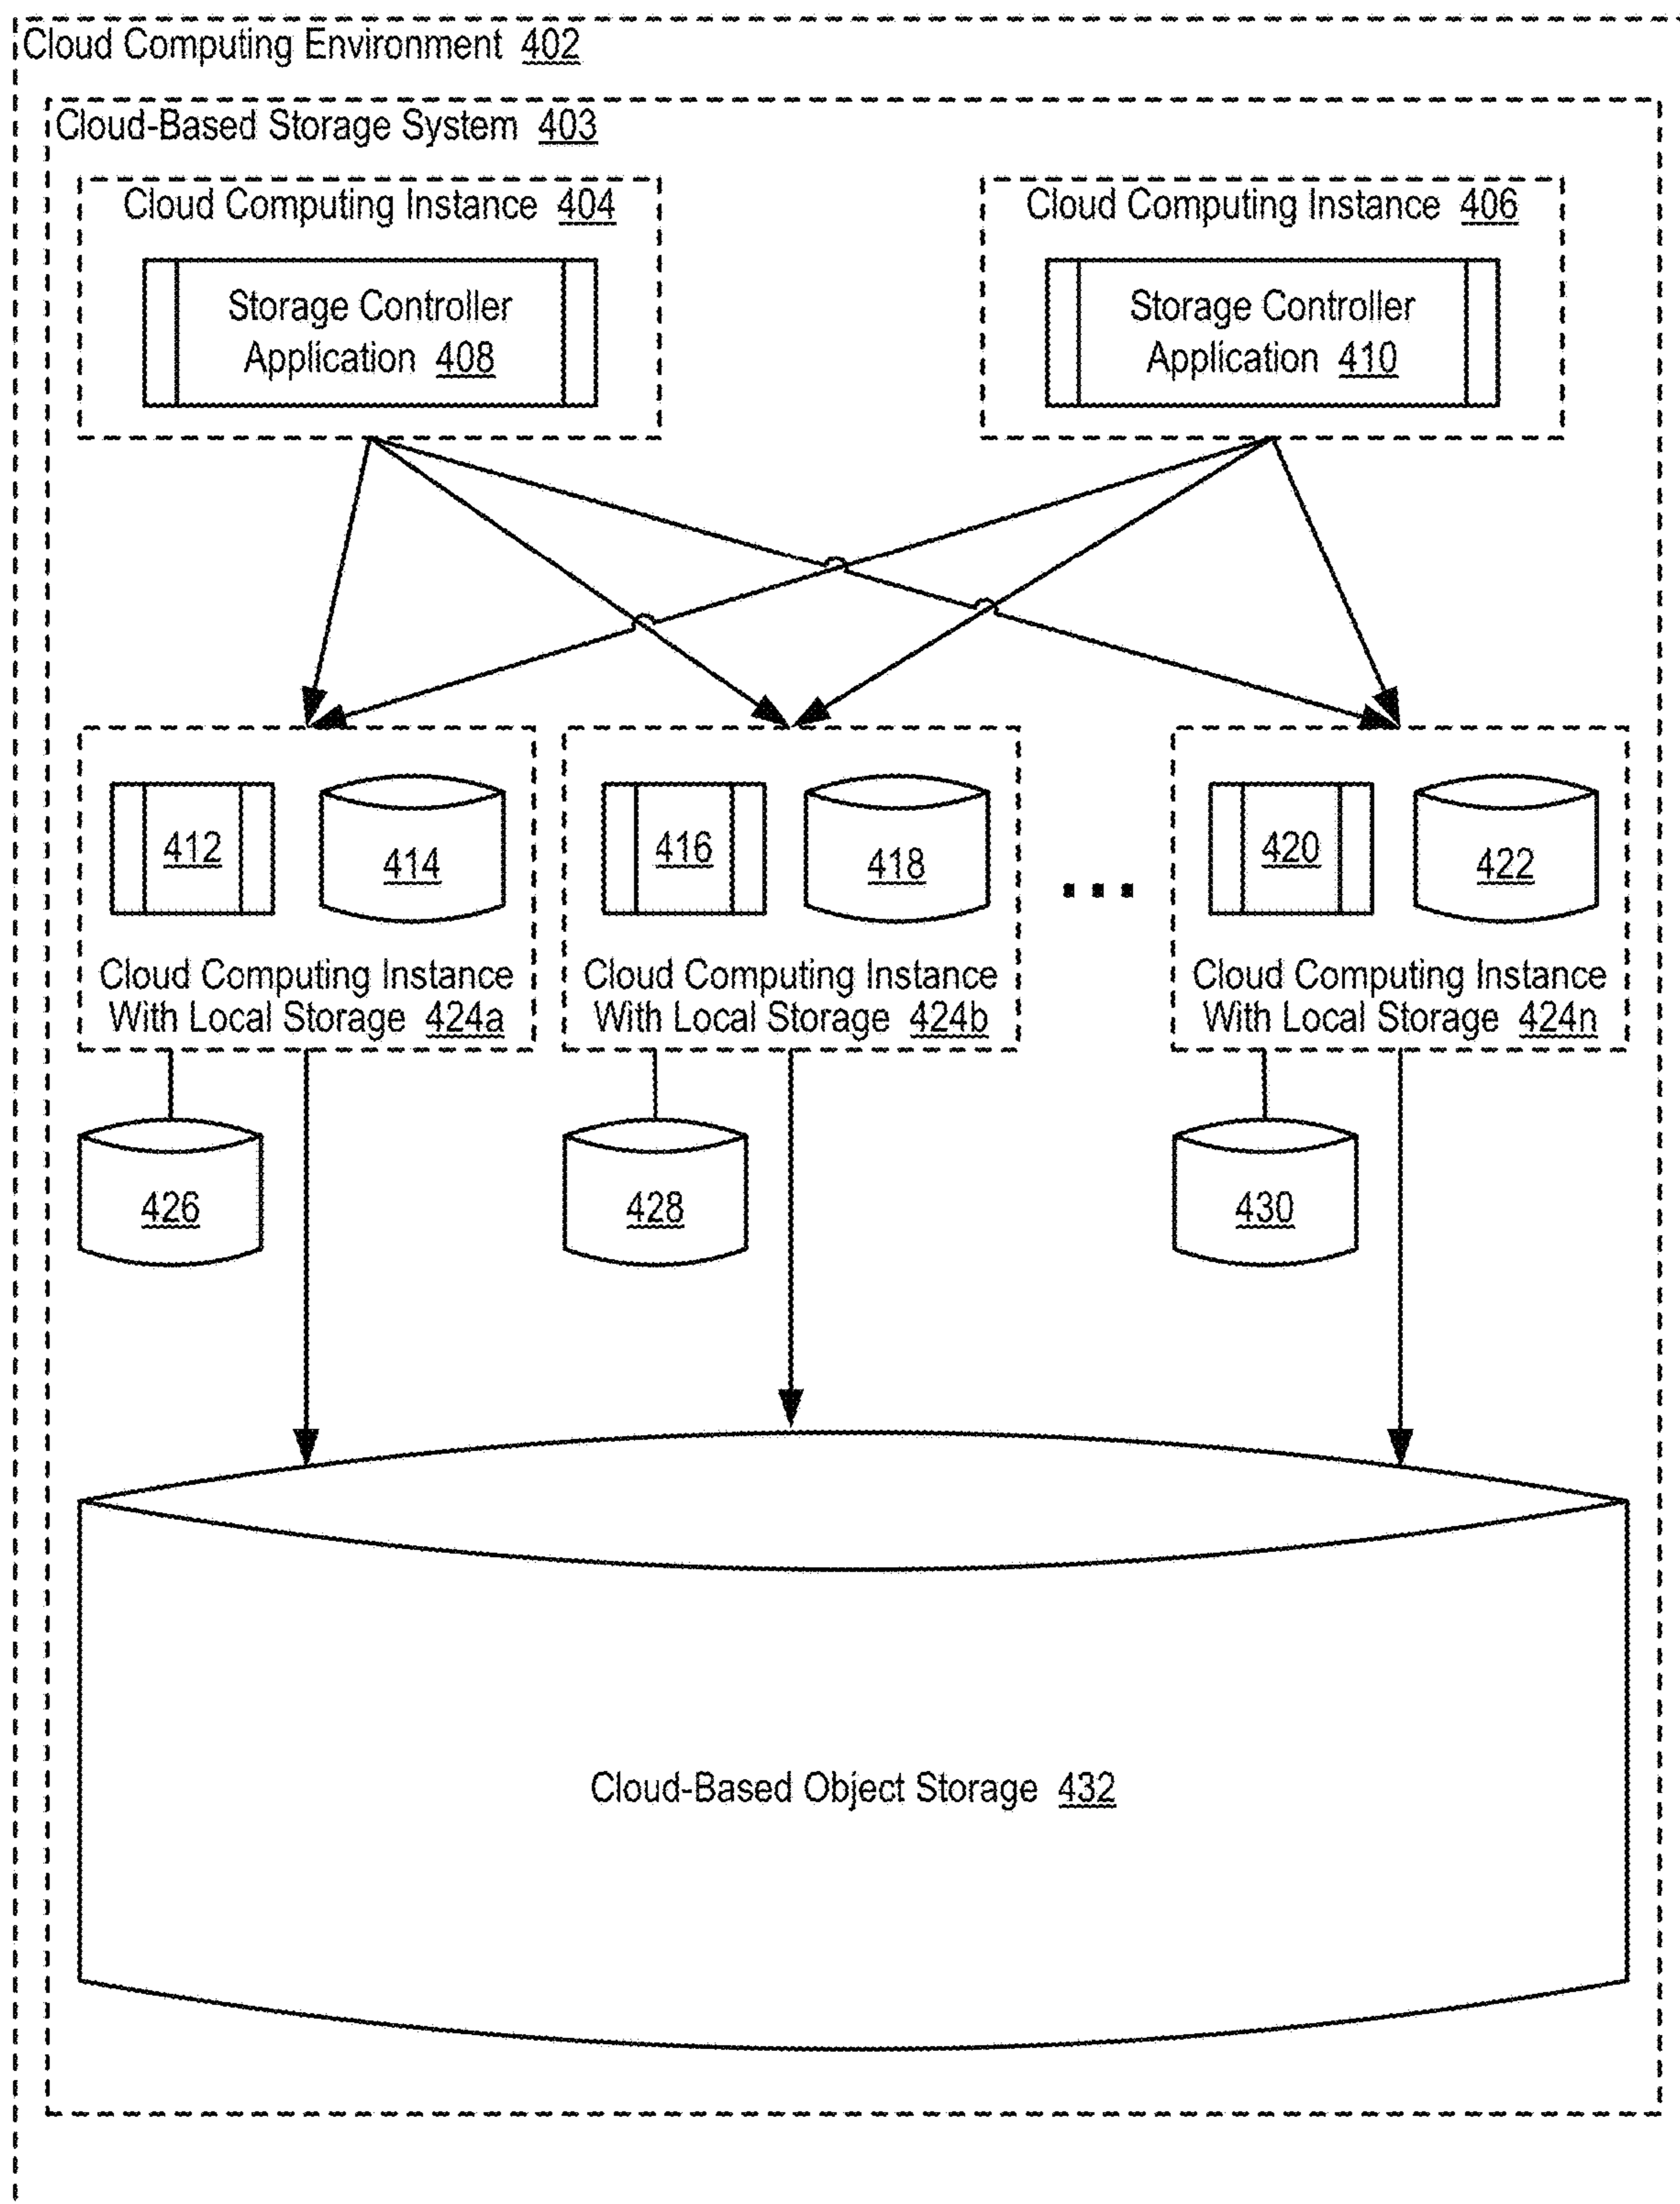 Cloud Computing Environment 402
Cloud-Based Storage System 403
Cloud Computing Instance 404
Storage Controller
Application 408
Cloud Computing Instance 406
Storage Controller
Application 410
412
414
Cloud Computing Instance
With Local Storage 424a
416
418
Cloud Computing Instance
With Local Storage 424b
...
420
422
Cloud Computing Instance
With Local Storage 424n
426
428
430
Cloud-Based Object Storage 432